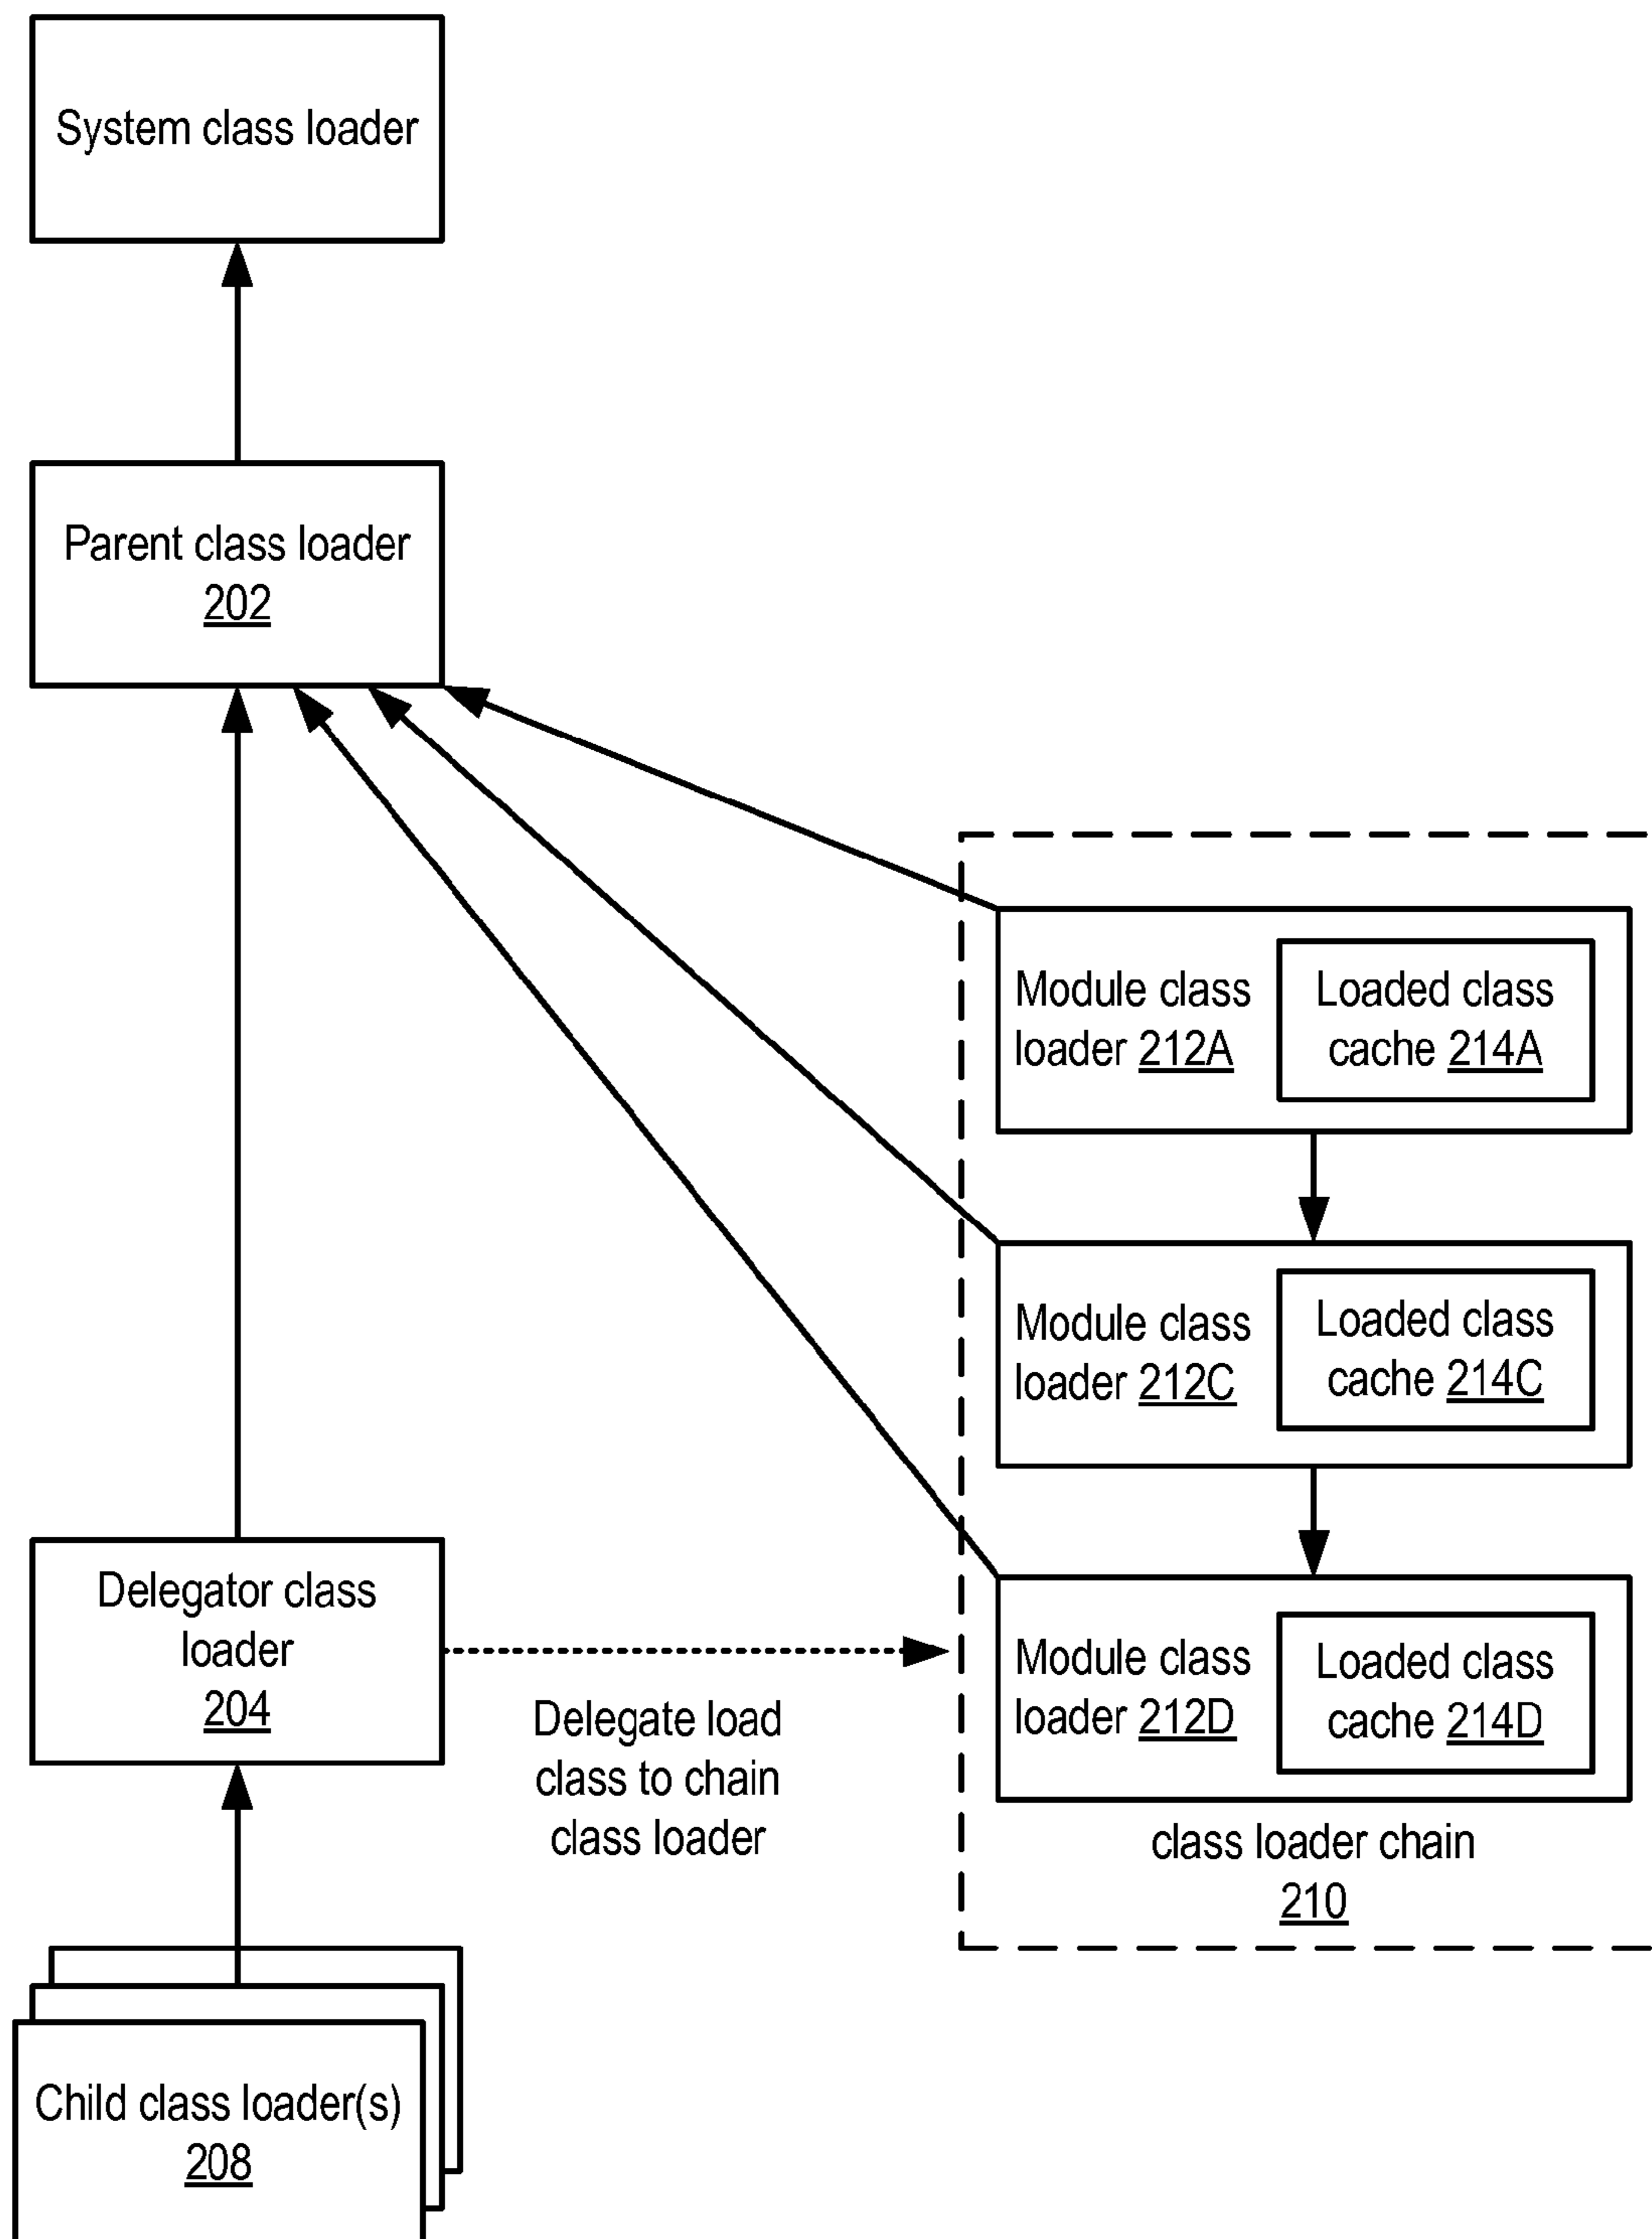 System class loader
Parent class loader
202
Module class
loader 212A
Loaded class
cache 214A
Module class
loader 212C
Loaded class
cache 214C
Delegator class
loader
204
Delegate load
class to chain
class loader
Module class
loader 212D
Loaded class
cache 214D
class loader chain
210
Child class loader(s)
208